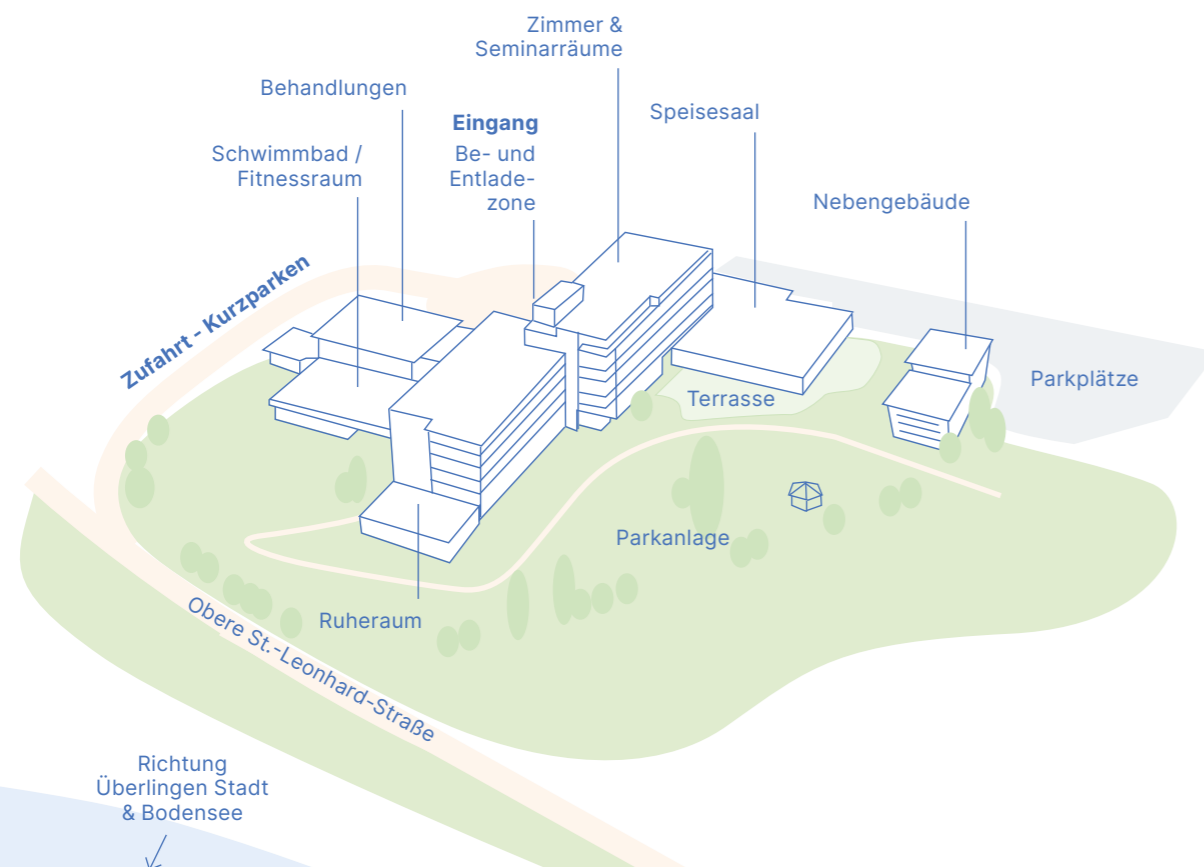 Zimmer &
Seminarräume
Behandlungen
Speisesaal
Eingang
Be- und
Entlade-
zone
Schwimmbad /
Fitnessraum
Nebengebäude
Zufahrt - Kurzparken
Parkplätze
Terrasse
Parkanlage
Ruheraum
Obere St.-Leonhard-Straße
Richtung
Überlingen Stadt
& Bodensee